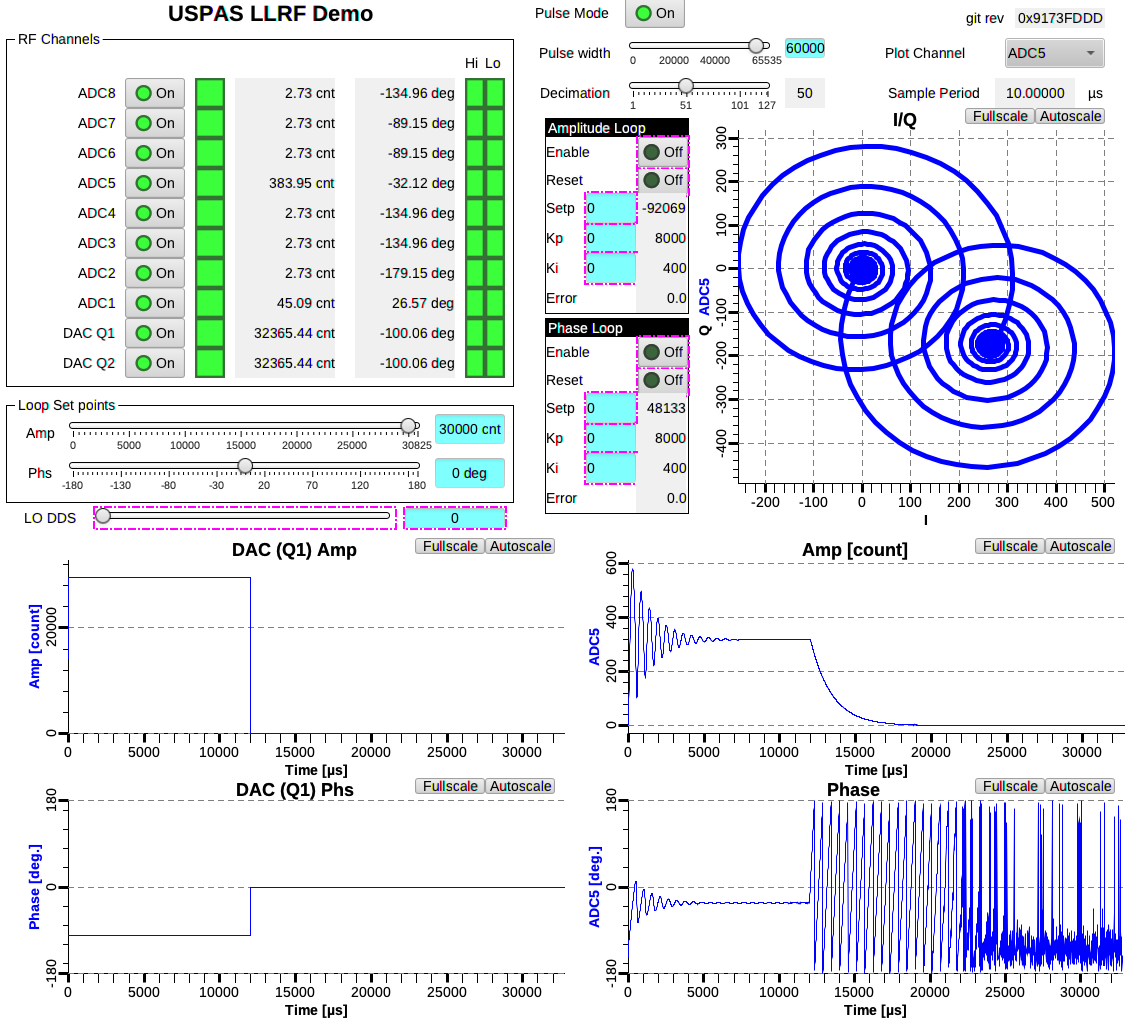 USPAS LLRF Demo
Pulse Mode On
git rev 0x9173FDDD
RF Channels
Pulse width 0 20000 40000 65535 60000
Plot Channel ADC5
Hi Lo
Decimation 1 51 101 127 50
Sample Period 10.00000 µs
ADC8 On 2.73 cnt -134.96 deg
ADC7 On 2.73 cnt -89.15 deg
ADC6 On 2.73 cnt -89.15 deg
ADC5 On 383.95 cnt -32.12 deg
ADC4 On 2.73 cnt -134.96 deg
ADC3 On 2.73 cnt -134.96 deg
ADC2 On 2.73 cnt -179.15 deg
ADC1 On 45.09 cnt 26.57 deg
DAC Q1 On 32365.44 cnt -100.06 deg
DAC Q2 On 32365.44 cnt -100.06 deg
Loop Set points
Amp 30000 cnt
0 5000 10000 15000 20000 25000 30825
Phs 0 deg
-180 -130 -80 -30 20 70 120 180
LO DDS 0
Amplitude Loop
Enable Off
Reset Off
Setp 0 -92069
Kp 0 8000
Ki 0 400
Error 0.0
Phase Loop
Enable Off
Reset Off
Setp 0 48133
Kp 0 8000
Ki 0 400
Error 0.0
I/Q
Fullscale Autoscale
300
200
100
0
-100
-200
-300
-400
ADC5
Q
-200 -100 0 100 200 300 400 500
I
DAC (Q1) Amp
Fullscale Autoscale
Amp [count]
20000
0
0 5000 10000 15000 20000 25000 30000
Time [µs]
Amp [count]
Fullscale Autoscale
ADC5
600
400
200
0
0 5000 10000 15000 20000 25000 30000
Time [µs]
DAC (Q1) Phs
Fullscale Autoscale
Phase [deg.]
180
0
-180
0 5000 10000 15000 20000 25000 30000
Time [µs]
Phase
Fullscale Autoscale
ADC5 [deg.]
180
0
-180
0 5000 10000 15000 20000 25000 30000
Time [µs]